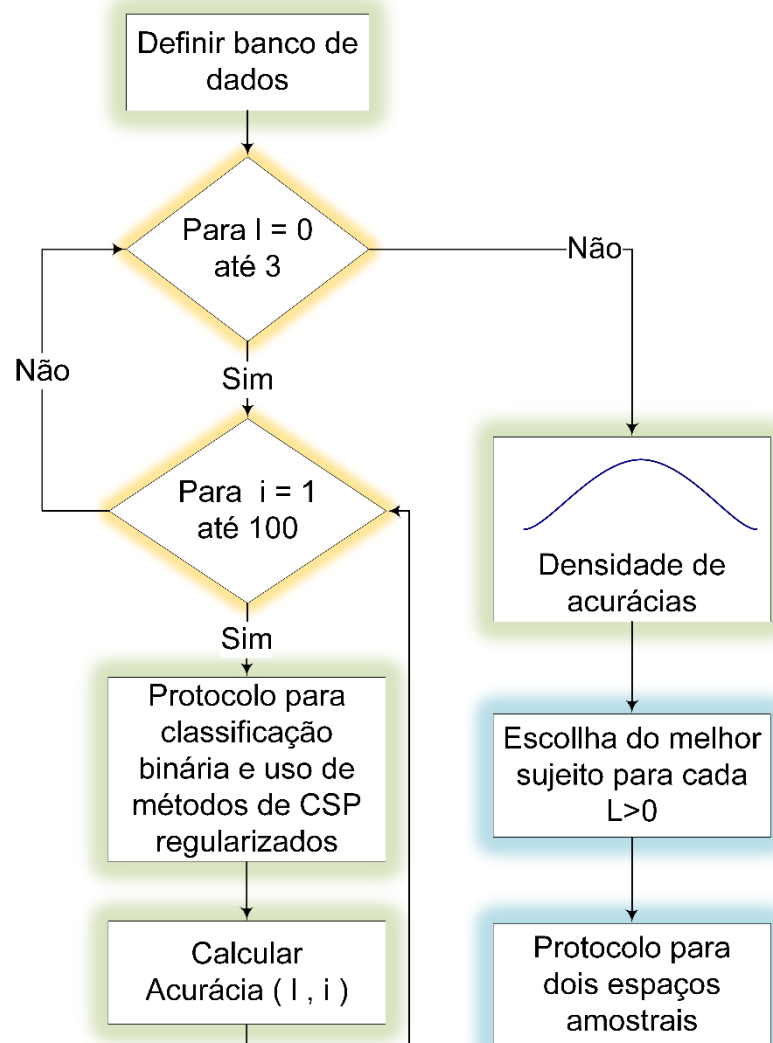 Definir banco de
dados
Para l = 0
até 3
Não
Não
Sim
Para i = 1
até 100
Densidade de
acurácias
Sim
Protocolo para
classificação
binária e uso de
métodos de CSP
regularizados
Escollha do melhor
sujeito para cada
L>0
Calcular
Acurácia ( l , i )
Protocolo para
dois espaços
amostrais